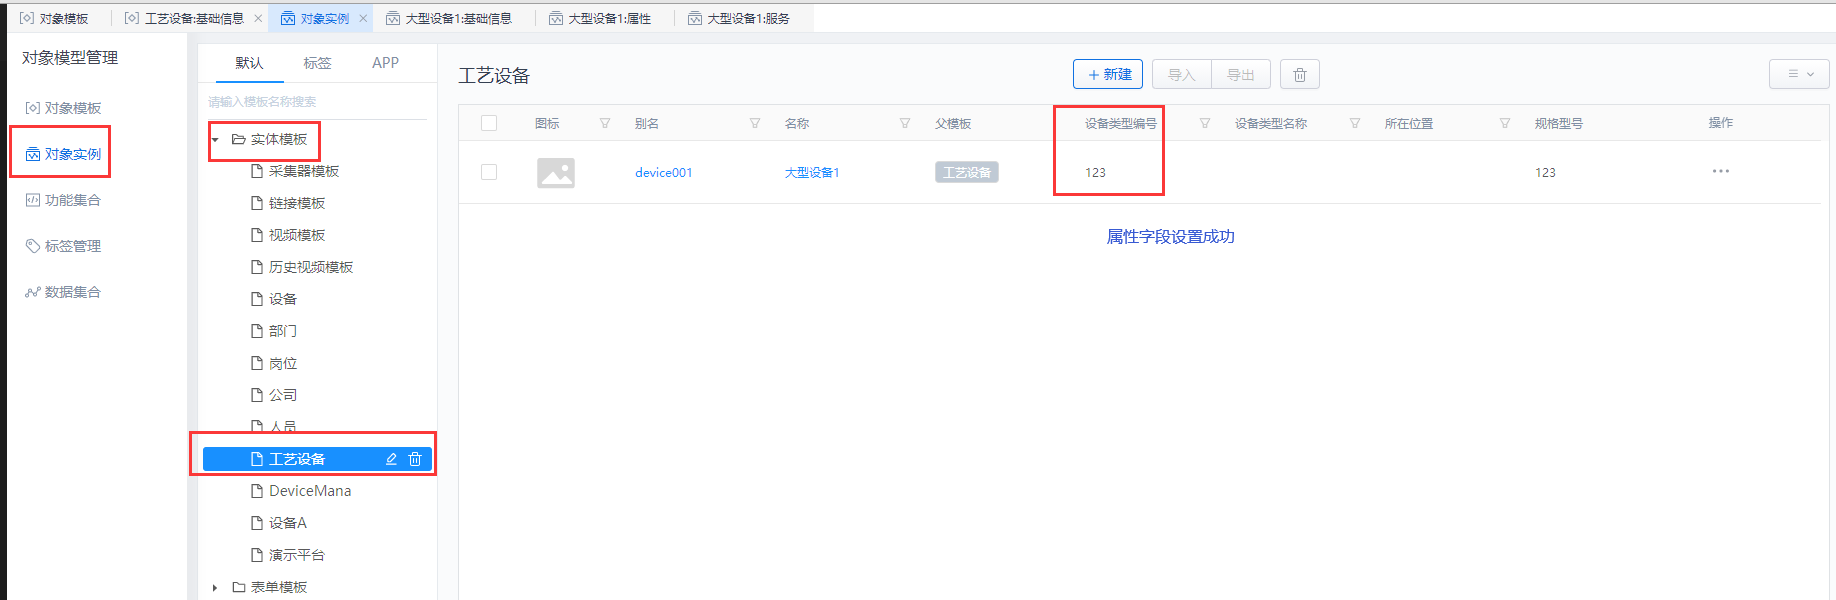 对象模板
工艺设备:基础信息
对象实例
大型设备1:基础信息
大型设备1:属性
大型设备1:服务
对象模型管理
对象模板
对象实例
功能集合
标签管理
数据集合
默认
标签
APP
请输入模板名称搜索
实体模板
采集器模板
链接模板
视频模板
历史视频模板
设备
部门
岗位
公司
人员
工艺设备
DeviceMana
设备A
演示平台
表单模板
工艺设备
新建
导入
导出
图标
别名
名称
父模板
设备类型编号
设备类型名称
所在位置
规格型号
操作
device001
大型设备1
工艺设备
123
123
属性字段设置成功